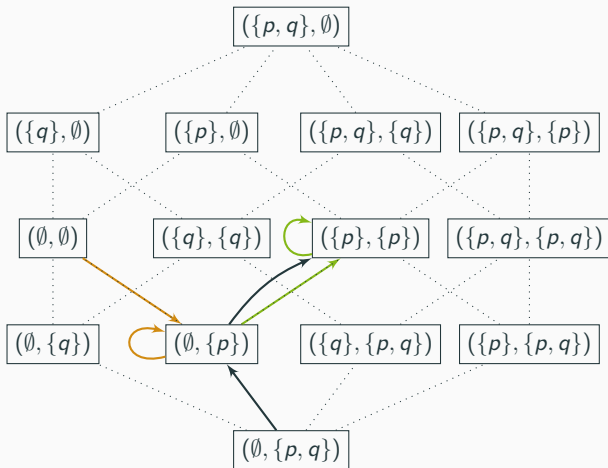 ({p, q}, ∅)
({q}, ∅) ({p}, ∅) ({p, q}, {q}) ({p, q}, {p})
(∅, ∅) ({q}, {q}) ({p}, {p}) ({p, q}, {p, q})
(∅, {q}) (∅, {p}) ({q}, {p, q}) ({p}, {p, q})
(∅, {p, q})